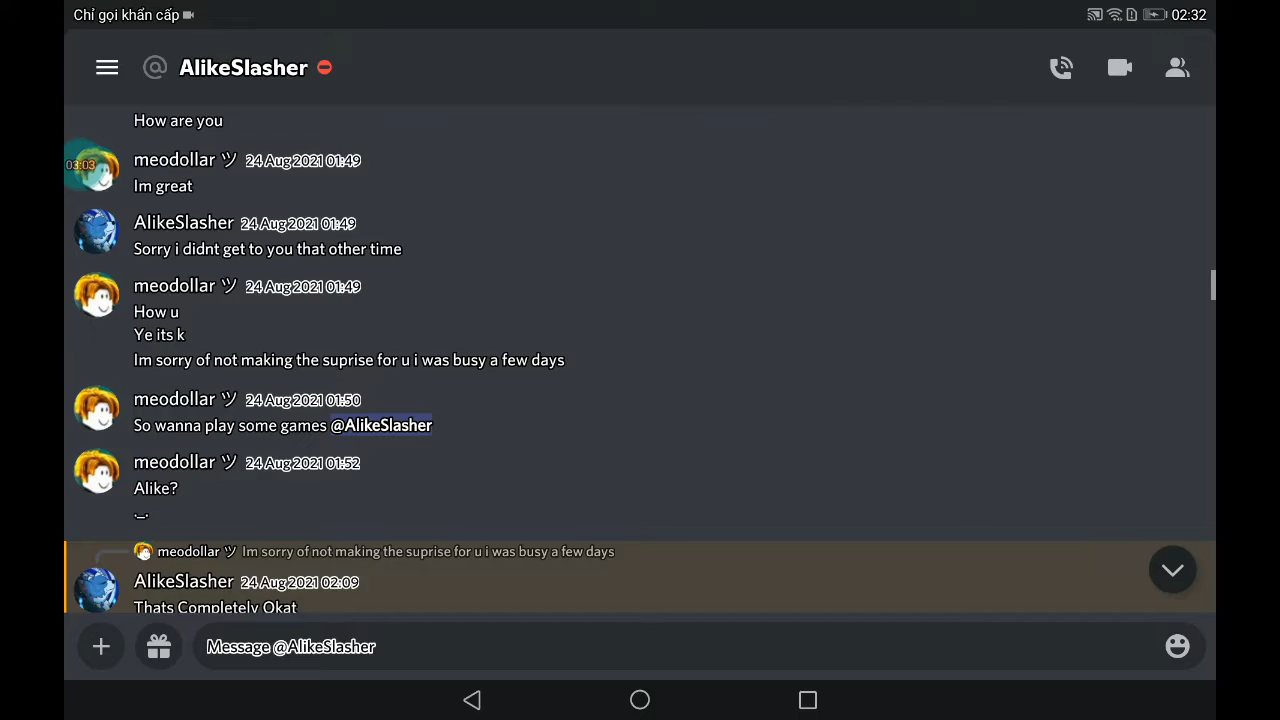 Chỉ gọi khẩn cấp
02:32
@ AlikeSlasher
How are you
03:03
meodollar ツ 24 Aug 2021 01:49
Im great
AlikeSlasher 24 Aug 2021 01:49
Sorry i didnt get to you that other time
meodollar ツ 24 Aug 2021 01:49
How u
Ye its k
Im sorry of not making the suprise for u i was busy a few days
meodollar ツ 24 Aug 2021 01:50
So wanna play some games @AlikeSlasher
meodollar ツ 24 Aug 2021 01:52
Alike?
._.
meodollar ツ Im sorry of not making the suprise for u i was busy a few days
AlikeSlasher 24 Aug 2021 02:09
Thats Completely Okat
Message @AlikeSlasher